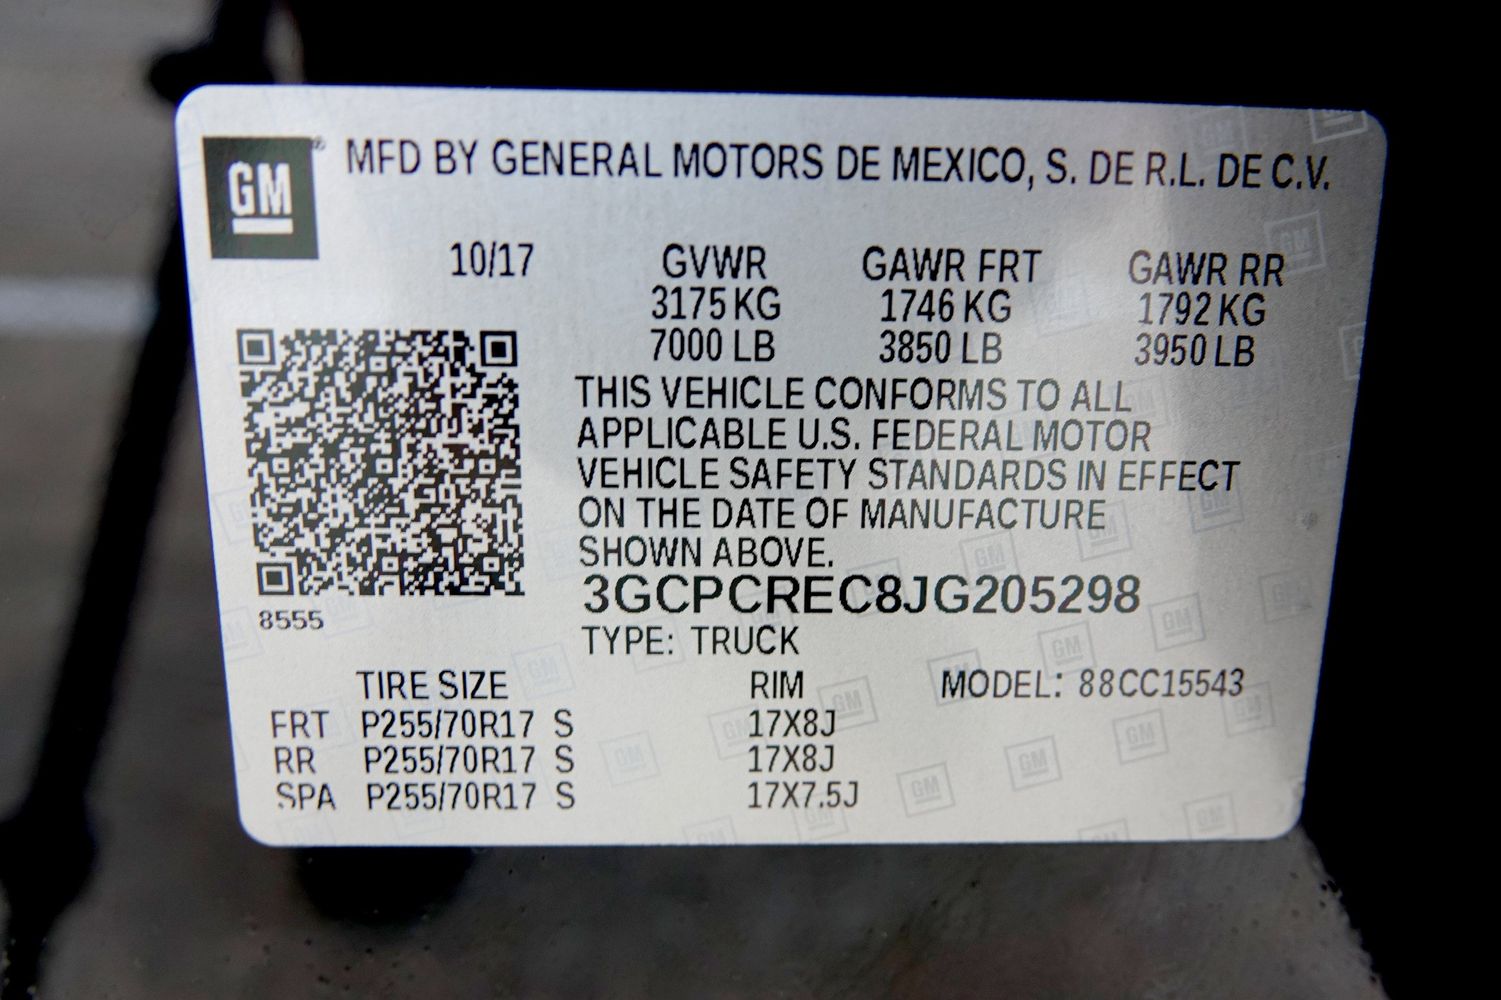 GM® MFD BY GENERAL MOTORS DE MEXICO, S. DE R.L. DE C.V.
10/17 GVWR GAWR FRT GAWR RR
3175 KG 1746 KG 1792 KG
7000 LB 3850 LB 3950 LB
THIS VEHICLE CONFORMS TO ALL
APPLICABLE U.S. FEDERAL MOTOR
VEHICLE SAFETY STANDARDS IN EFFECT
ON THE DATE OF MANUFACTURE
SHOWN ABOVE.
3GCPCREC8JG205298
8555
TYPE: TRUCK
TIRE SIZE RIM MODEL: 88CC15543
FRT P255/70R17 S 17X8J
RR P255/70R17 S 17X8J
SPA P255/70R17 S 17X7.5J